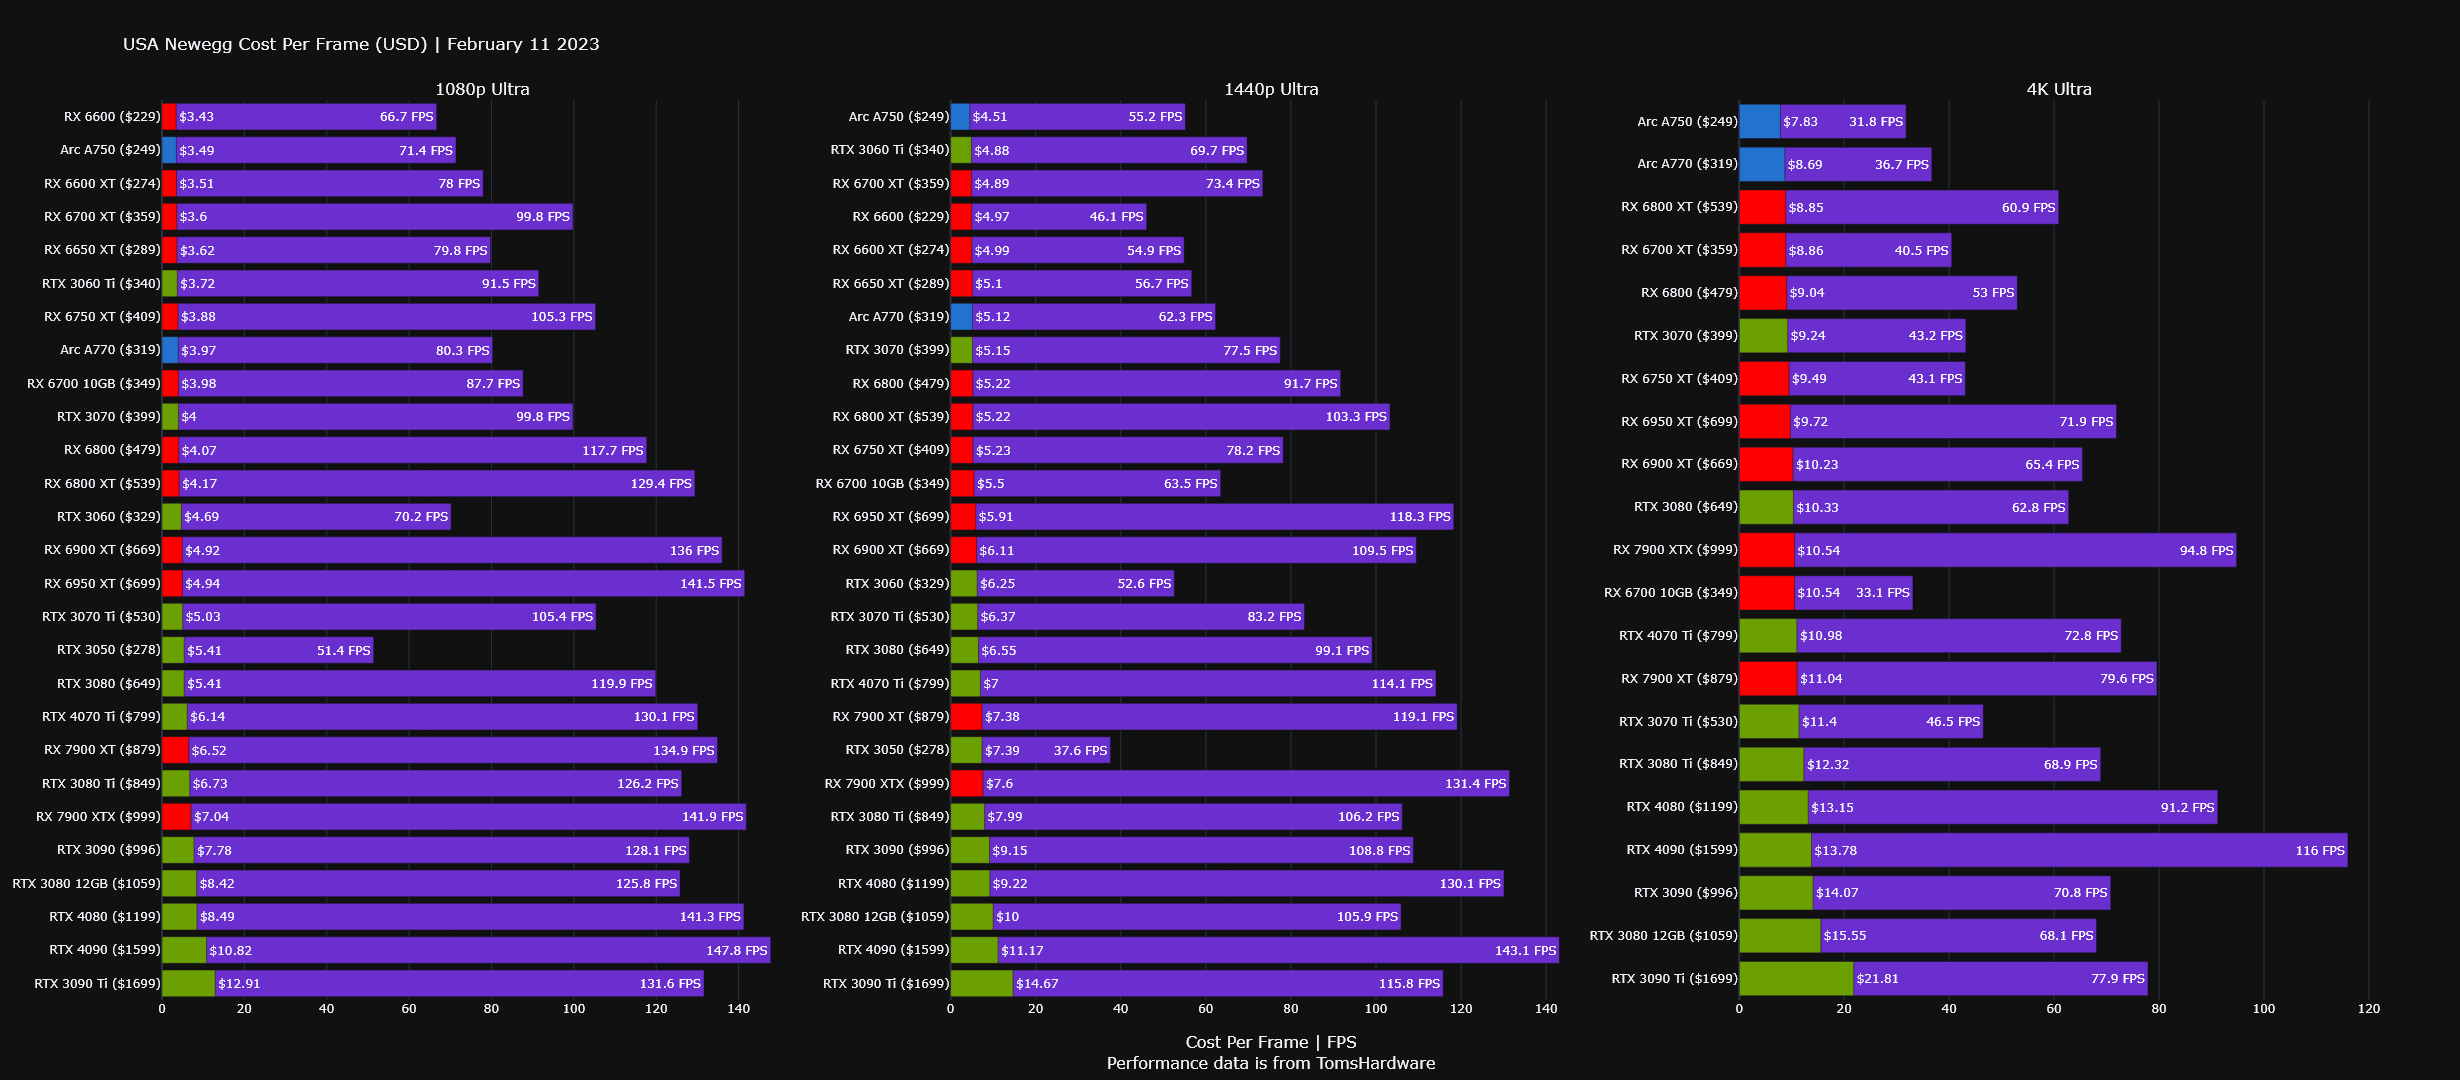 USA Newegg Cost Per Frame (USD) | February 11 2023
1080p Ultra
RX 6600 ($229) $3.43 66.7 FPS
Arc A750 ($249) $3.49 71.4 FPS
RX 6600 XT ($274) $3.51 78 FPS
RX 6700 XT ($359) $3.6 99.8 FPS
RX 6650 XT ($289) $3.62 79.8 FPS
RTX 3060 Ti ($340) $3.72 91.5 FPS
RX 6750 XT ($409) $3.88 105.3 FPS
Arc A770 ($319) $3.97 80.3 FPS
RX 6700 10GB ($349) $3.98 87.7 FPS
RTX 3070 ($399) $4 99.8 FPS
RX 6800 ($479) $4.07 117.7 FPS
RX 6800 XT ($539) $4.17 129.4 FPS
RTX 3060 ($329) $4.69 70.2 FPS
RX 6900 XT ($669) $4.92 136 FPS
RX 6950 XT ($699) $4.94 141.5 FPS
RTX 3070 Ti ($530) $5.03 105.4 FPS
RTX 3050 ($278) $5.41 51.4 FPS
RTX 3080 ($649) $5.41 119.9 FPS
RTX 4070 Ti ($799) $6.14 130.1 FPS
RX 7900 XT ($879) $6.52 134.9 FPS
RTX 3080 Ti ($849) $6.73 126.2 FPS
RX 7900 XTX ($999) $7.04 141.9 FPS
RTX 3090 ($996) $7.78 128.1 FPS
RTX 3080 12GB ($1059) $8.42 125.8 FPS
RTX 4080 ($1199) $8.49 141.3 FPS
RTX 4090 ($1599) $10.82 147.8 FPS
RTX 3090 Ti ($1699) $12.91 131.6 FPS
0 20 40 60 80 100 120 140
1440p Ultra
Arc A750 ($249) $4.51 55.2 FPS
RTX 3060 Ti ($340) $4.88 69.7 FPS
RX 6700 XT ($359) $4.89 73.4 FPS
RX 6600 ($229) $4.97 46.1 FPS
RX 6600 XT ($274) $4.99 54.9 FPS
RX 6650 XT ($289) $5.1 56.7 FPS
Arc A770 ($319) $5.12 62.3 FPS
RTX 3070 ($399) $5.15 77.5 FPS
RX 6800 ($479) $5.22 91.7 FPS
RX 6800 XT ($539) $5.22 103.3 FPS
RX 6750 XT ($409) $5.23 78.2 FPS
RX 6700 10GB ($349) $5.5 63.5 FPS
RX 6950 XT ($699) $5.91 118.3 FPS
RX 6900 XT ($669) $6.11 109.5 FPS
RTX 3060 ($329) $6.25 52.6 FPS
RTX 3070 Ti ($530) $6.37 83.2 FPS
RTX 3080 ($649) $6.55 99.1 FPS
RTX 4070 Ti ($799) $7 114.1 FPS
RX 7900 XT ($879) $7.38 119.1 FPS
RTX 3050 ($278) $7.39 37.6 FPS
RX 7900 XTX ($999) $7.6 131.4 FPS
RTX 3080 Ti ($849) $7.99 106.2 FPS
RTX 3090 ($996) $9.15 108.8 FPS
RTX 4080 ($1199) $9.22 130.1 FPS
RTX 3080 12GB ($1059) $10 105.9 FPS
RTX 4090 ($1599) $11.17 143.1 FPS
RTX 3090 Ti ($1699) $14.67 115.8 FPS
0 20 40 60 80 100 120 140
4K Ultra
Arc A750 ($249) $7.83 31.8 FPS
Arc A770 ($319) $8.69 36.7 FPS
RX 6800 XT ($539) $8.85 60.9 FPS
RX 6700 XT ($359) $8.86 40.5 FPS
RX 6800 ($479) $9.04 53 FPS
RTX 3070 ($399) $9.24 43.2 FPS
RX 6750 XT ($409) $9.49 43.1 FPS
RX 6950 XT ($699) $9.72 71.9 FPS
RX 6900 XT ($669) $10.23 65.4 FPS
RTX 3080 ($649) $10.33 62.8 FPS
RX 7900 XTX ($999) $10.54 94.8 FPS
RX 6700 10GB ($349) $10.54 33.1 FPS
RTX 4070 Ti ($799) $10.98 72.8 FPS
RX 7900 XT ($879) $11.04 79.6 FPS
RTX 3070 Ti ($530) $11.4 46.5 FPS
RTX 3080 Ti ($849) $12.32 68.9 FPS
RTX 4080 ($1199) $13.15 91.2 FPS
RTX 4090 ($1599) $13.78 116 FPS
RTX 3090 ($996) $14.07 70.8 FPS
RTX 3080 12GB ($1059) $15.55 68.1 FPS
RTX 3090 Ti ($1699) $21.81 77.9 FPS
0 20 40 60 80 100 120
Cost Per Frame | FPS
Performance data is from TomsHardware